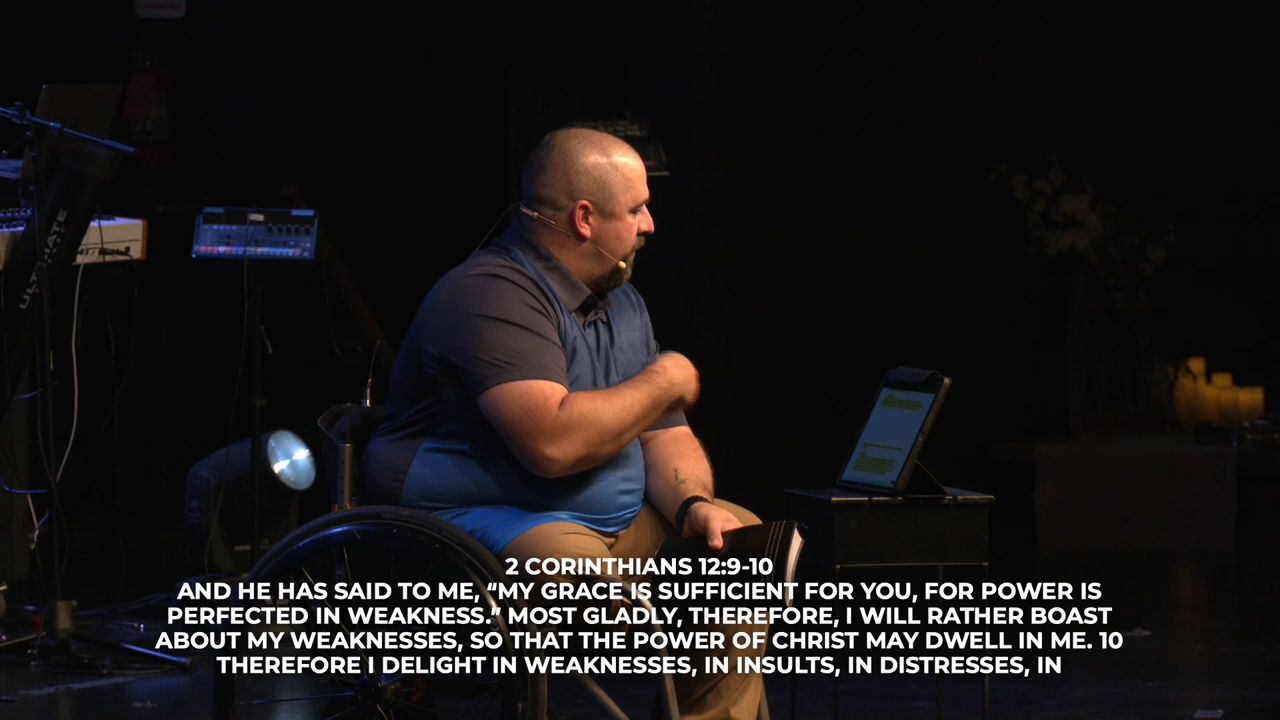 ULTIMATE
2 CORINTHIANS 12:9-10
AND HE HAS SAID TO ME, “MY GRACE IS SUFFICIENT FOR YOU, FOR POWER IS
PERFECTED IN WEAKNESS.” MOST GLADLY, THEREFORE, I WILL RATHER BOAST
ABOUT MY WEAKNESSES, SO THAT THE POWER OF CHRIST MAY DWELL IN ME. 10
THEREFORE I DELIGHT IN WEAKNESSES, IN INSULTS, IN DISTRESSES, IN